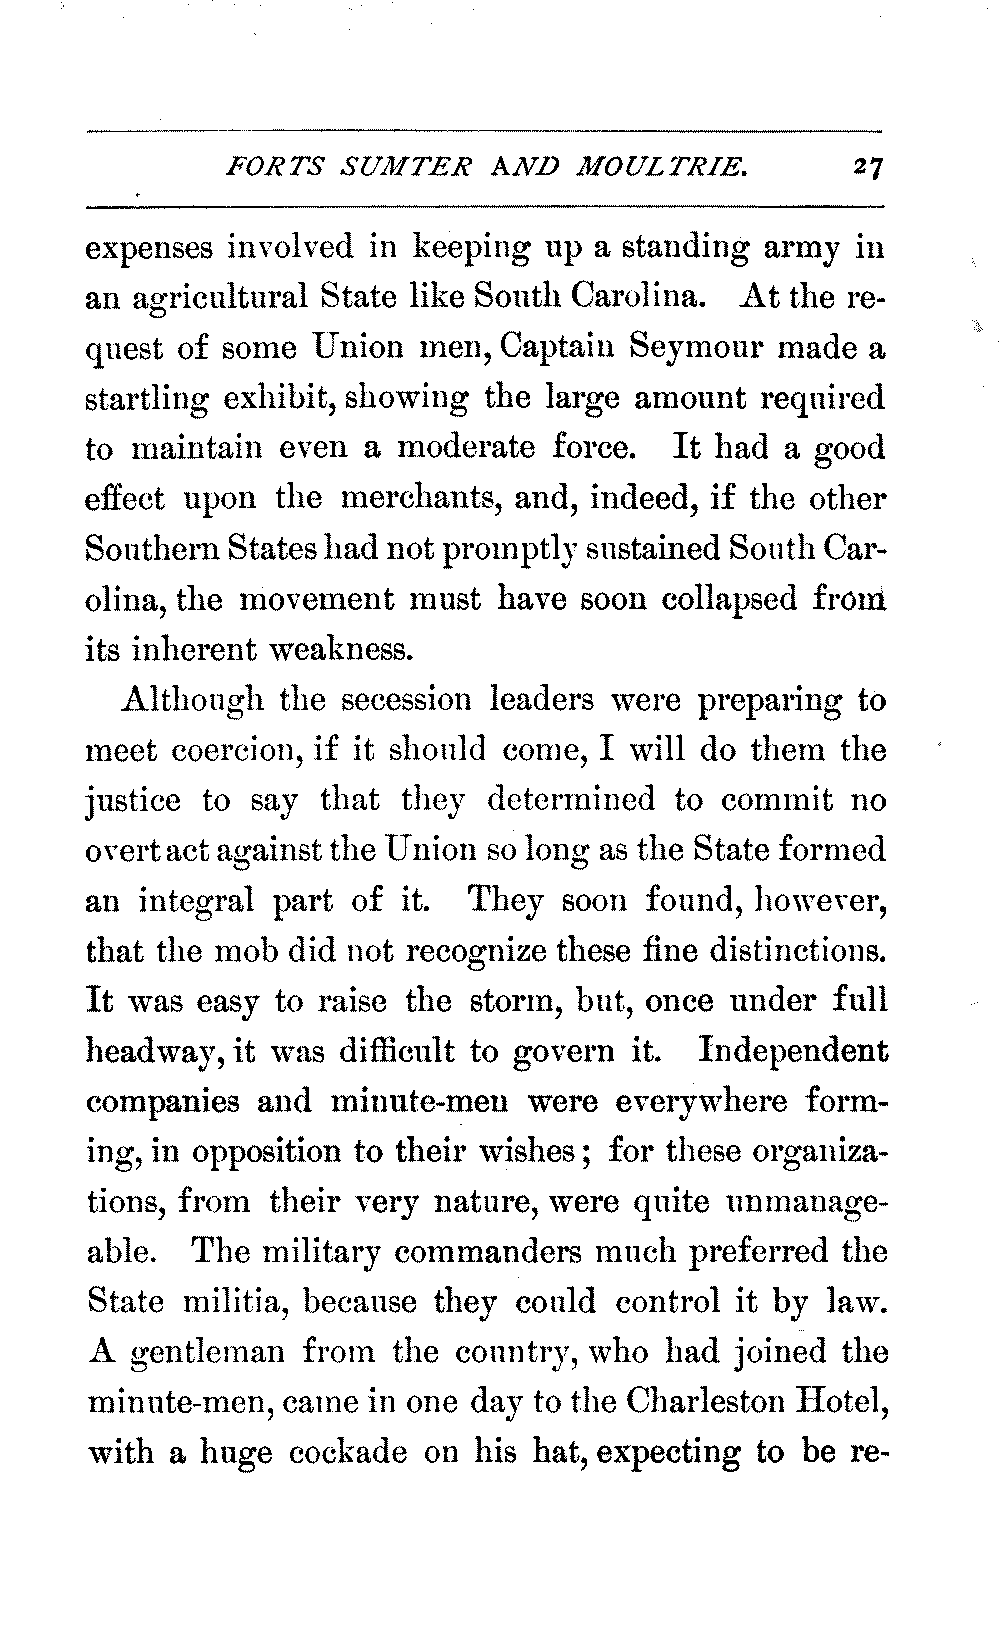 FORTS SUMTER AND MOULTRIE. 27
expenses involved in keeping up a standing army in
an agricultural State like South Carolina. At the re-
quest of some Union men, Captain Seymour made a
startling exhibit, showing the large amount required
to maintain even a moderate force. It had a good
effect upon the merchants, and, indeed, if the other
Southern States had not promptly sustained South Car-
olina, the movement must have soon collapsed from
its inherent weakness.
Although the secession leaders were preparing to
meet coercion, if it should come, I will do them the
justice to say that they determined to commit no
overt act against the Union so long as the State formed
an integral part of it. They soon found, however,
that the mob did not recognize these fine distinctions.
It was easy to raise the storm, but, once under full
headway, it was difficult to govern it. Independent
companies and minute-men were everywhere form-
ing, in opposition to their wishes; for these organiza-
tions, from their very nature, were quite unmanage-
able. The military commanders much preferred the
State militia, because they could control it by law.
A gentleman from the country, who had joined the
minute-men, came in one day to the Charleston Hotel,
with a huge cockade on his hat, expecting to be re-